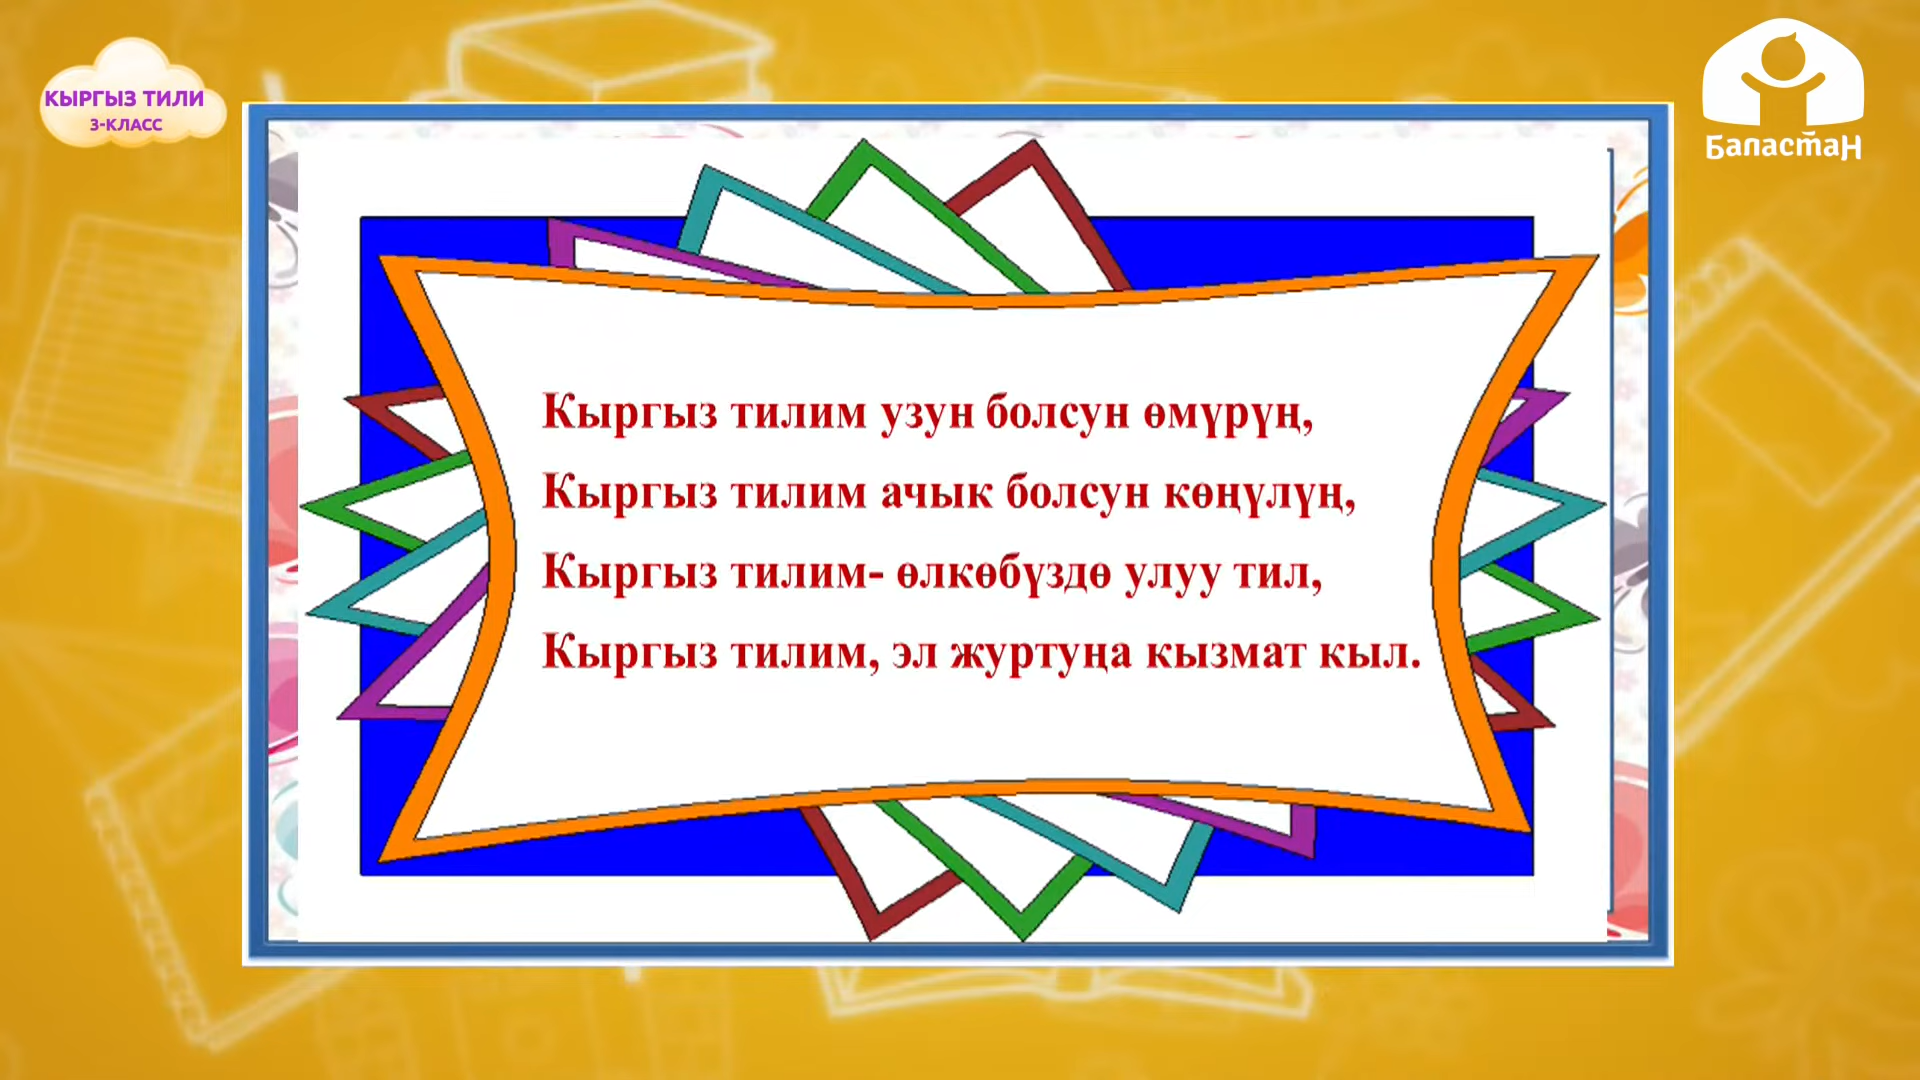 КЫРГЫЗ ТИЛИ
3-КЛАСС
Баластан
Кыргыз тилим узун болсун өмүрүң,
Кыргыз тилим ачык болсун көңүлүң,
Кыргыз тилим- өлкөбүздө улуу тил,
Кыргыз тилим, эл журтуңа кызмат кыл.